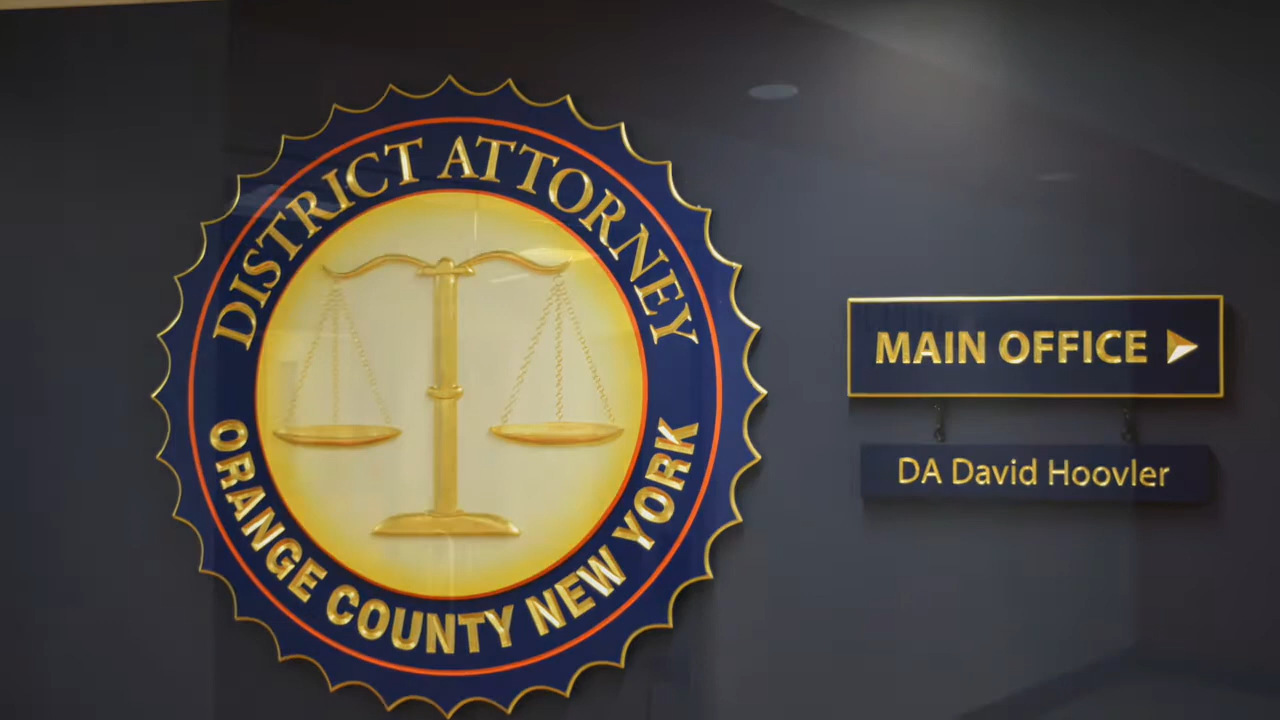 DISTRICT ATTORNEY
ORANGE COUNTY NEW YORK
MAIN OFFICE
DA David Hoovler